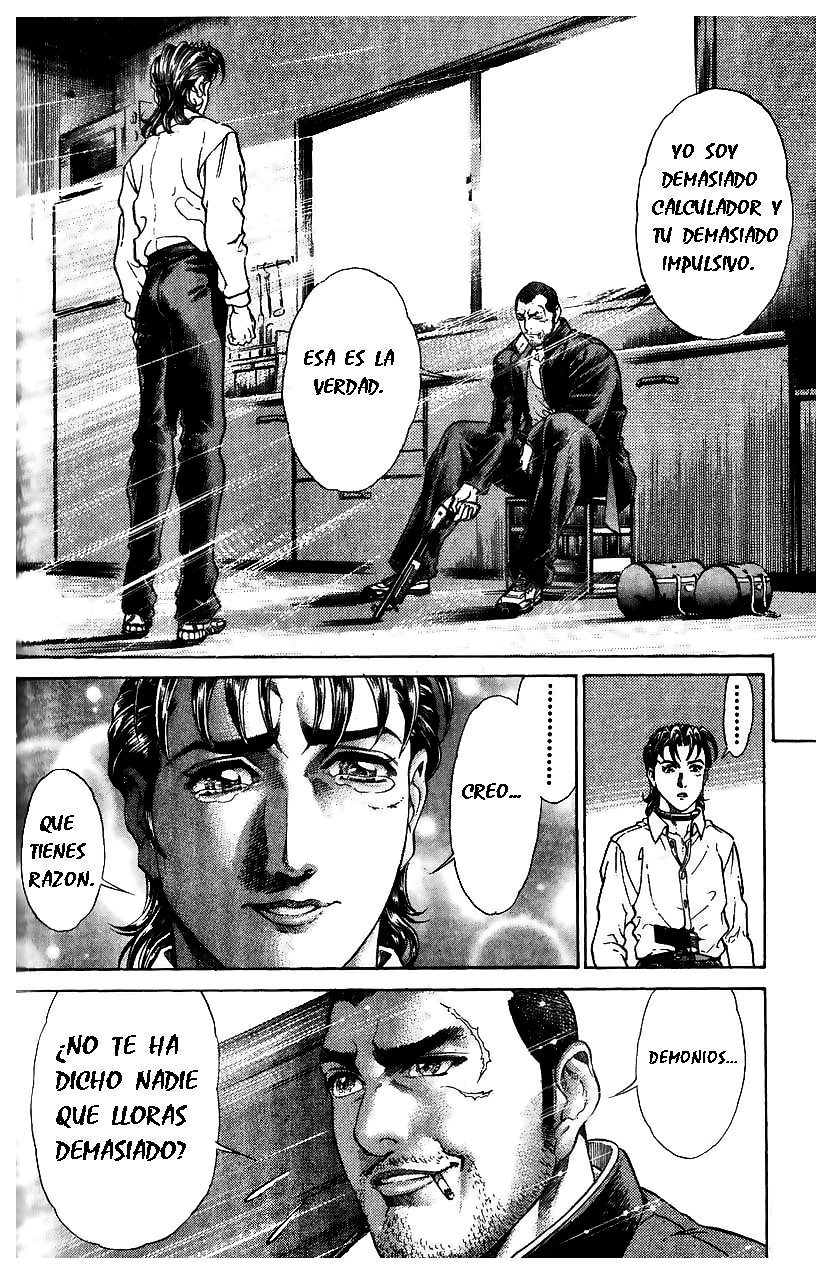 YO SOY
DEMASIADO
CALCULADOR Y
TU DEMASIADO
IMPULSIVO.
ESA ES LA
VERDAD.
........
........
CREO...
QUE
TIENES
RAZON.
DEMONIOS...
¿NO TE HA
DICHO NADIE
QUE LLORAS
DEMASIADO?